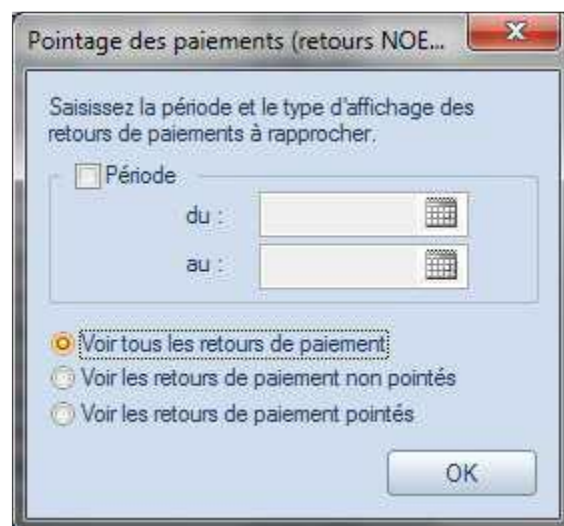 Pointage des paiements (retours NOE...
Saisissez la période et le type d'affichage des
retours de paiements à rapprocher.
Période
du :
au :
Voir tous les retours de paiement
Voir les retours de paiement non pointés
Voir les retours de paiement pointés
OK